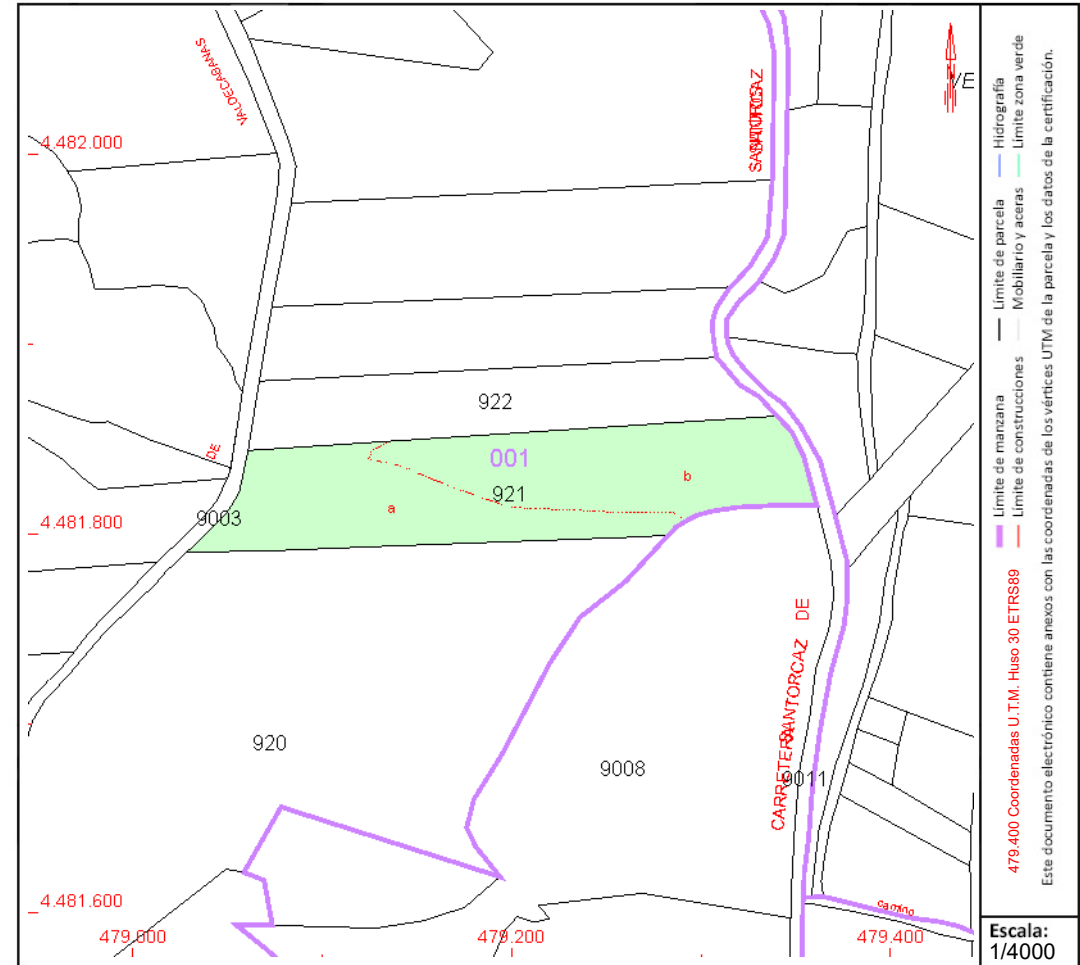 VALDECABAÑAS
4.482.000
SANTORCAZ
922
001
921
b
a
DE
9003
4.481.800
DE
SANTORCAZ
CARRETERA
920
9008
9011
4.481.600
Camino
479.000
479.200
479.400
Límite de manzana
Límite de parcela
Hidrografía
Límite de construcciones
Mobiliario y aceras
Límite zona verde
479.400 Coordenadas U.T.M. Huso 30 ETRS89
Este documento electrónico contiene anexos con las coordenadas de los vértices UTM de la parcela y los datos de la certificación.
Escala:
1/4000